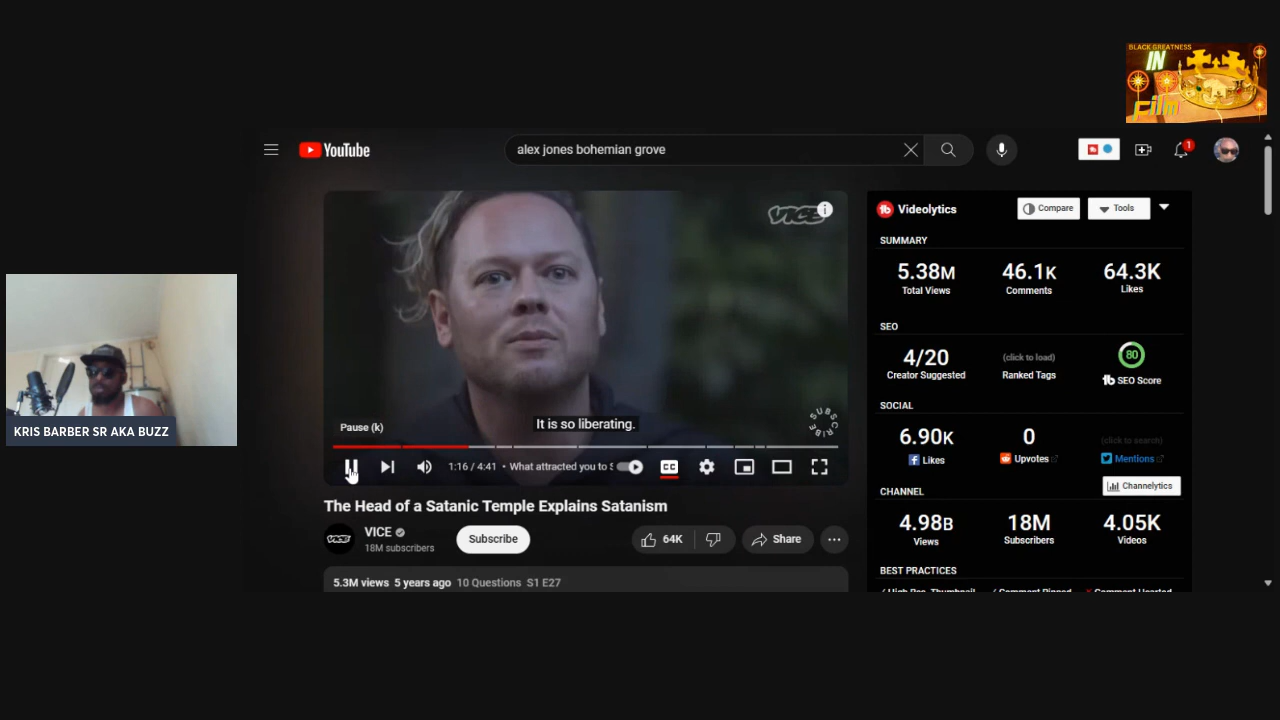 BLACK GREATNESS
IN
Film
YouTube
alex jones bohemian grove
1
VICE
It is so liberating.
SUBSCRIBE
Pause (k)
1:16 / 4:41 • What attracted you to S
CC
The Head of a Satanic Temple Explains Satanism
VICE
18M subscribers
Subscribe
64K
Share
5.3M views 5 years ago 10 Questions S1 E27
KRIS BARBER SR AKA BUZZ
Videolytics
Compare
Tools
SUMMARY
5.38M 46.1K 64.3K
Total Views Comments Likes
SEO
4/20 (click to load) 80
Creator Suggested Ranked Tags SEO Score
SOCIAL
6.90K 0 (click to search)
Likes Upvotes Mentions
CHANNEL
Channelytics
4.98B 18M 4.05K
Views Subscribers Videos
BEST PRACTICES